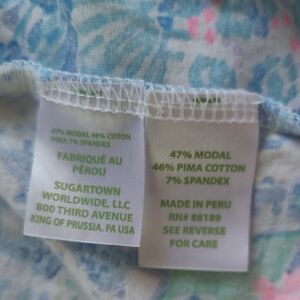 47% MODAL 46% COTON
PIMA 7% SPANDEX
FABRIQUÉ AU
PÉROU
SUGARTOWN
WORLDWIDE, LLC
800 THIRD AVENUE
KING OF PRUSSIA. PA USA
47% MODAL
46% PIMA COTTON
7% SPANDEX
MADE IN PERU
RN# 88189
SEE REVERSE
FOR CARE